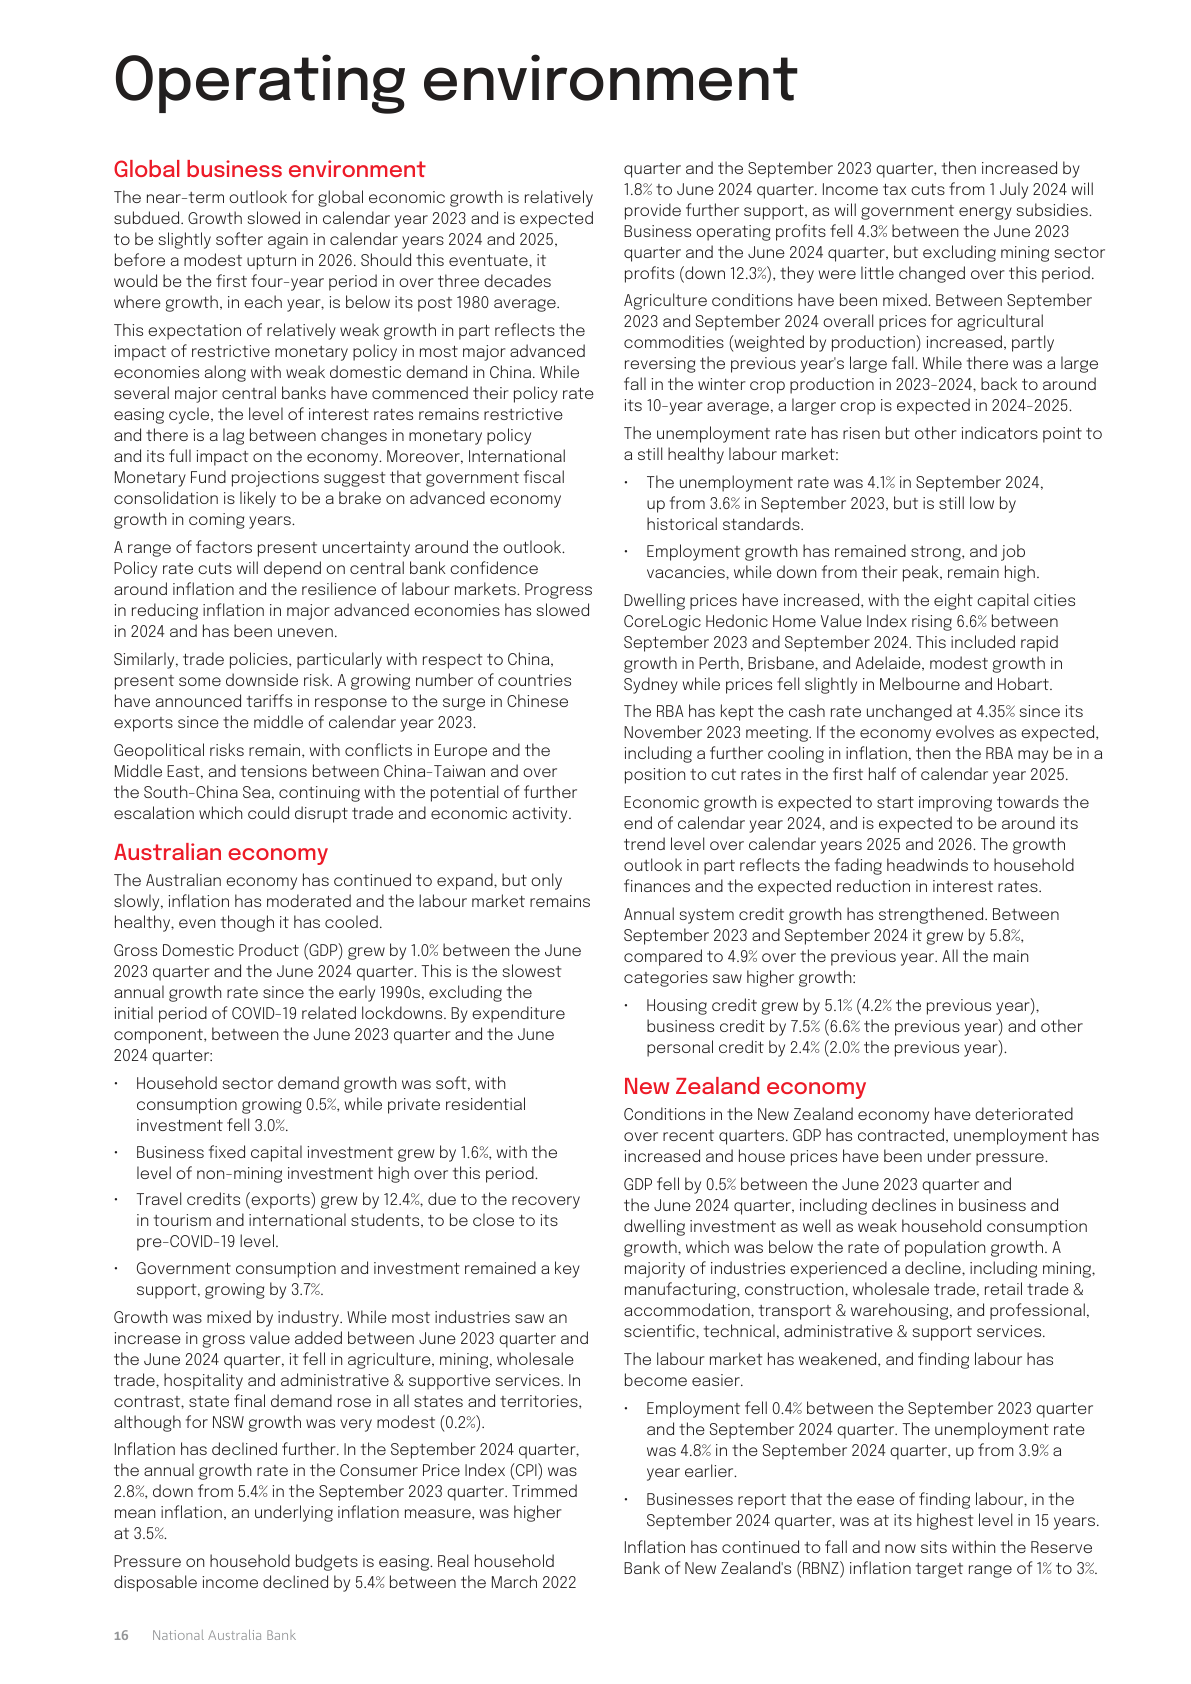 Operating environment
Global business environment
The near-term outlook for global economic growth is relatively
subdued. Growth slowed in calendar year 2023 and is expected
to be slightly softer again in calendar years 2024 and 2025,
before a modest upturn in 2026. Should this eventuate, it
would be the first four-year period in over three decades
where growth, in each year, is below its post 1980 average.
This expectation of relatively weak growth in part reflects the
impact of restrictive monetary policy in most major advanced
economies along with weak domestic demand in China. While
several major central banks have commenced their policy rate
easing cycle, the level of interest rates remains restrictive
and there is a lag between changes in monetary policy
and its full impact on the economy. Moreover, International
Monetary Fund projections suggest that government fiscal
consolidation is likely to be a brake on advanced economy
growth in coming years.
A range of factors present uncertainty around the outlook.
Policy rate cuts will depend on central bank confidence
around inflation and the resilience of labour markets. Progress
in reducing inflation in major advanced economies has slowed
in 2024 and has been uneven.
Similarly, trade policies, particularly with respect to China,
present some downside risk. A growing number of countries
have announced tariffs in response to the surge in Chinese
exports since the middle of calendar year 2023.
Geopolitical risks remain, with conflicts in Europe and the
Middle East, and tensions between China-Taiwan and over
the South-China Sea, continuing with the potential of further
escalation which could disrupt trade and economic activity.
Australian economy
The Australian economy has continued to expand, but only
slowly, inflation has moderated and the labour market remains
healthy, even though it has cooled.
Gross Domestic Product (GDP) grew by 1.0% between the June
2023 quarter and the June 2024 quarter. This is the slowest
annual growth rate since the early 1990s, excluding the
initial period of COVID-19 related lockdowns. By expenditure
component, between the June 2023 quarter and the June
2024 quarter:
• Household sector demand growth was soft, with
consumption growing 0.5%, while private residential
investment fell 3.0%.
• Business fixed capital investment grew by 1.6%, with the
level of non-mining investment high over this period.
• Travel credits (exports) grew by 12.4%, due to the recovery
in tourism and international students, to be close to its
pre-COVID-19 level.
• Government consumption and investment remained a key
support, growing by 3.7%.
Growth was mixed by industry. While most industries saw an
increase in gross value added between June 2023 quarter and
the June 2024 quarter, it fell in agriculture, mining, wholesale
trade, hospitality and administrative & supportive services. In
contrast, state final demand rose in all states and territories,
although for NSW growth was very modest (0.2%).
Inflation has declined further. In the September 2024 quarter,
the annual growth rate in the Consumer Price Index (CPI) was
2.8%, down from 5.4% in the September 2023 quarter. Trimmed
mean inflation, an underlying inflation measure, was higher
at 3.5%.
Pressure on household budgets is easing. Real household
disposable income declined by 5.4% between the March 2022
quarter and the September 2023 quarter, then increased by
1.8% to June 2024 quarter. Income tax cuts from 1 July 2024 will
provide further support, as will government energy subsidies.
Business operating profits fell 4.3% between the June 2023
quarter and the June 2024 quarter, but excluding mining sector
profits (down 12.3%), they were little changed over this period.
Agriculture conditions have been mixed. Between September
2023 and September 2024 overall prices for agricultural
commodities (weighted by production) increased, partly
reversing the previous year's large fall. While there was a large
fall in the winter crop production in 2023-2024, back to around
its 10-year average, a larger crop is expected in 2024-2025.
The unemployment rate has risen but other indicators point to
a still healthy labour market:
• The unemployment rate was 4.1% in September 2024,
up from 3.6% in September 2023, but is still low by
historical standards.
• Employment growth has remained strong, and job
vacancies, while down from their peak, remain high.
Dwelling prices have increased, with the eight capital cities
CoreLogic Hedonic Home Value Index rising 6.6% between
September 2023 and September 2024. This included rapid
growth in Perth, Brisbane, and Adelaide, modest growth in
Sydney while prices fell slightly in Melbourne and Hobart.
The RBA has kept the cash rate unchanged at 4.35% since its
November 2023 meeting. If the economy evolves as expected,
including a further cooling in inflation, then the RBA may be in a
position to cut rates in the first half of calendar year 2025.
Economic growth is expected to start improving towards the
end of calendar year 2024, and is expected to be around its
trend level over calendar years 2025 and 2026. The growth
outlook in part reflects the fading headwinds to household
finances and the expected reduction in interest rates.
Annual system credit growth has strengthened. Between
September 2023 and September 2024 it grew by 5.8%,
compared to 4.9% over the previous year. All the main
categories saw higher growth:
• Housing credit grew by 5.1% (4.2% the previous year),
business credit by 7.5% (6.6% the previous year) and other
personal credit by 2.4% (2.0% the previous year).
New Zealand economy
Conditions in the New Zealand economy have deteriorated
over recent quarters. GDP has contracted, unemployment has
increased and house prices have been under pressure.
GDP fell by 0.5% between the June 2023 quarter and
the June 2024 quarter, including declines in business and
dwelling investment as well as weak household consumption
growth, which was below the rate of population growth. A
majority of industries experienced a decline, including mining,
manufacturing, construction, wholesale trade, retail trade &
accommodation, transport & warehousing, and professional,
scientific, technical, administrative & support services.
The labour market has weakened, and finding labour has
become easier.
• Employment fell 0.4% between the September 2023 quarter
and the September 2024 quarter. The unemployment rate
was 4.8% in the September 2024 quarter, up from 3.9% a
year earlier.
• Businesses report that the ease of finding labour, in the
September 2024 quarter, was at its highest level in 15 years.
Inflation has continued to fall and now sits within the Reserve
Bank of New Zealand's (RBNZ) inflation target range of 1% to 3%.
16 National Australia Bank